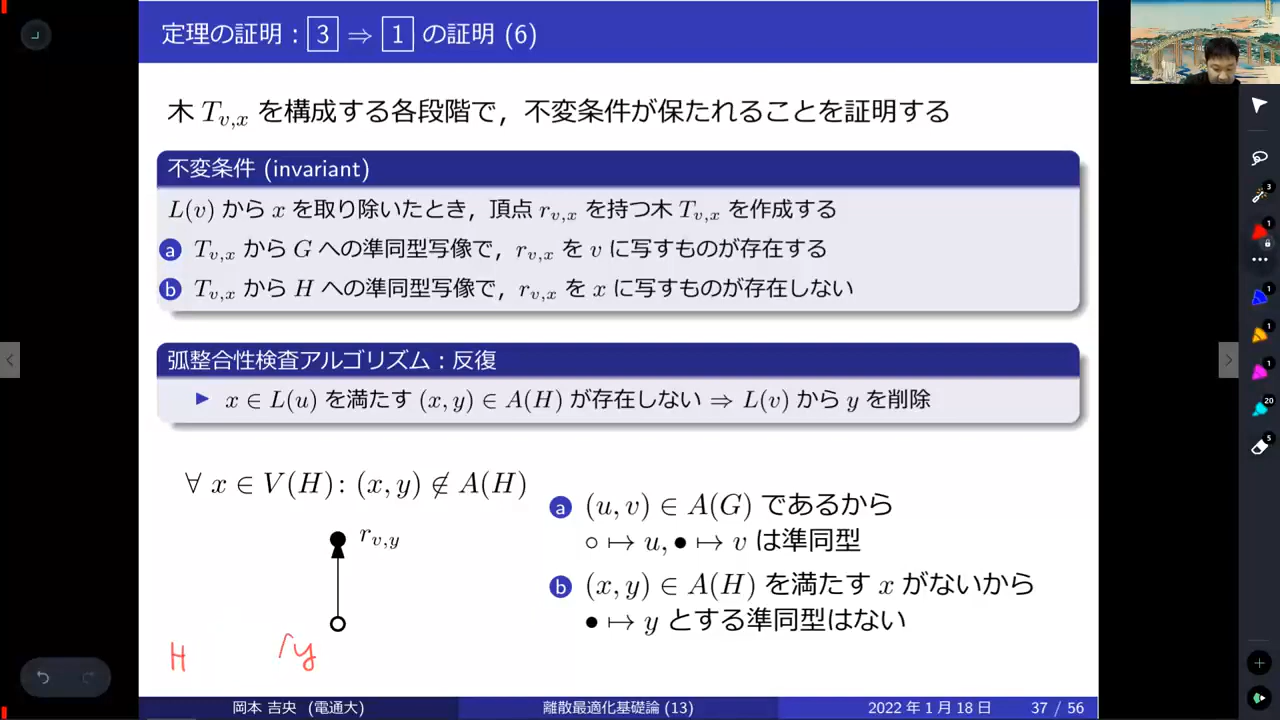 定理の証明 : 3 ⇒ 1 の証明 (6)
木 T_{v,x} を構成する各段階で，不変条件が保たれることを証明する
不変条件 (invariant)
L(v) から x を取り除いたとき，頂点 r_{v,x} を持つ木 T_{v,x} を作成する
a T_{v,x} から G への準同型写像で，r_{v,x} を v に写すものが存在する
b T_{v,x} から H への準同型写像で，r_{v,x} を x に写すものが存在しない
弧整合性検査アルゴリズム：反復
▶ x ∈ L(u) を満たす (x, y) ∈ A(H) が存在しない ⇒ L(v) から y を削除
∀ x ∈ V(H): (x, y) ∉ A(H)
r_{v,y}
a (u, v) ∈ A(G) であるから
○ ↦ u, ● ↦ v は準同型
b (x, y) ∈ A(H) を満たす x がないから
● ↦ y とする準同型はない
H
y
岡本 吉央 (電通大)
離散最適化基礎論 (13)
2022 年 1 月 18 日
37 / 56
3
1
1
1
1
20
5